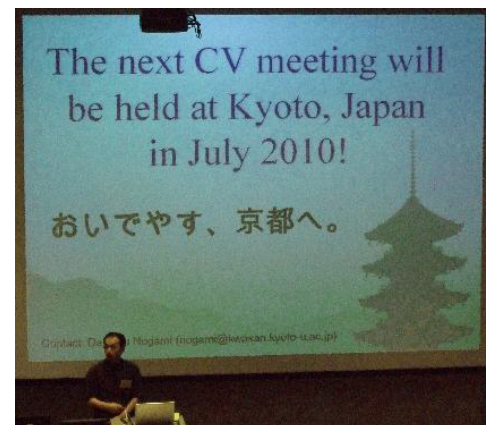 The next CV meeting will
be held at Kyoto, Japan
in July 2010!
おいでやす、京都へ。
Contact: Nogami (nogami@kwasan.kyoto-u.ac.jp)